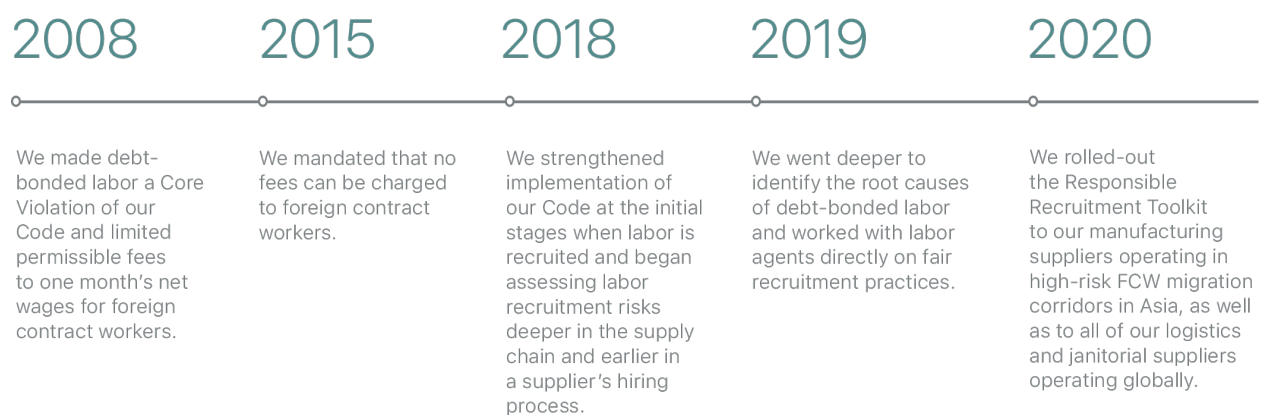 2008
We made debt-
bonded labor a Core
Violation of our
Code and limited
permissible fees
to one month's net
wages for foreign
contract workers.
2015
We mandated that no
fees can be charged
to foreign contract
workers.
2018
We strengthened
implementation of
our Code at the initial
stages when labor is
recruited and began
assessing labor
recruitment risks
deeper in the supply
chain and earlier in
a supplier's hiring
process.
2019
We went deeper to
identify the root causes
of debt-bonded labor
and worked with labor
agents directly on fair
recruitment practices.
2020
We rolled-out
the Responsible
Recruitment Toolkit
to our manufacturing
suppliers operating in
high-risk FCW migration
corridors in Asia, as well
as to all of our logistics
and janitorial suppliers
operating globally.